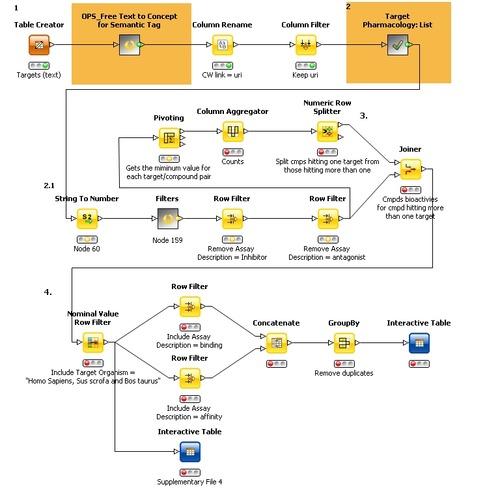 1
OPS_Free Text to Concept
for Semantic Tag
2
Target
Pharmacology: List
Table Creator
Column Rename
Column Filter
Targets (text)
CW link = uri
Keep uri
Pivoting
Column Aggregator
Numeric Row
Splitter
3.
Joiner
Gets the miminum value for
each target/compound pair
Counts
Split cmps hitting one target from
those hitting more than one
Cmpds bioactivies
for cmpd hitting more
than one target
2.1
String To Number
Filters
Row Filter
Row Filter
S2
Node 60
Node 159
Remove Assay
Description = Inhibitor
Remove Assay
Description = antagonist
4.
Nominal Value
Row Filter
Row Filter
Include Assay
Description = binding
Concatenate
GroupBy
Interactive Table
Remove duplicates
Include Target Organism =
"Homo Sapiens, Sus scrofa and Bos taurus"
Row Filter
Include Assay
Description = affinity
Interactive Table
Supplementary File 4